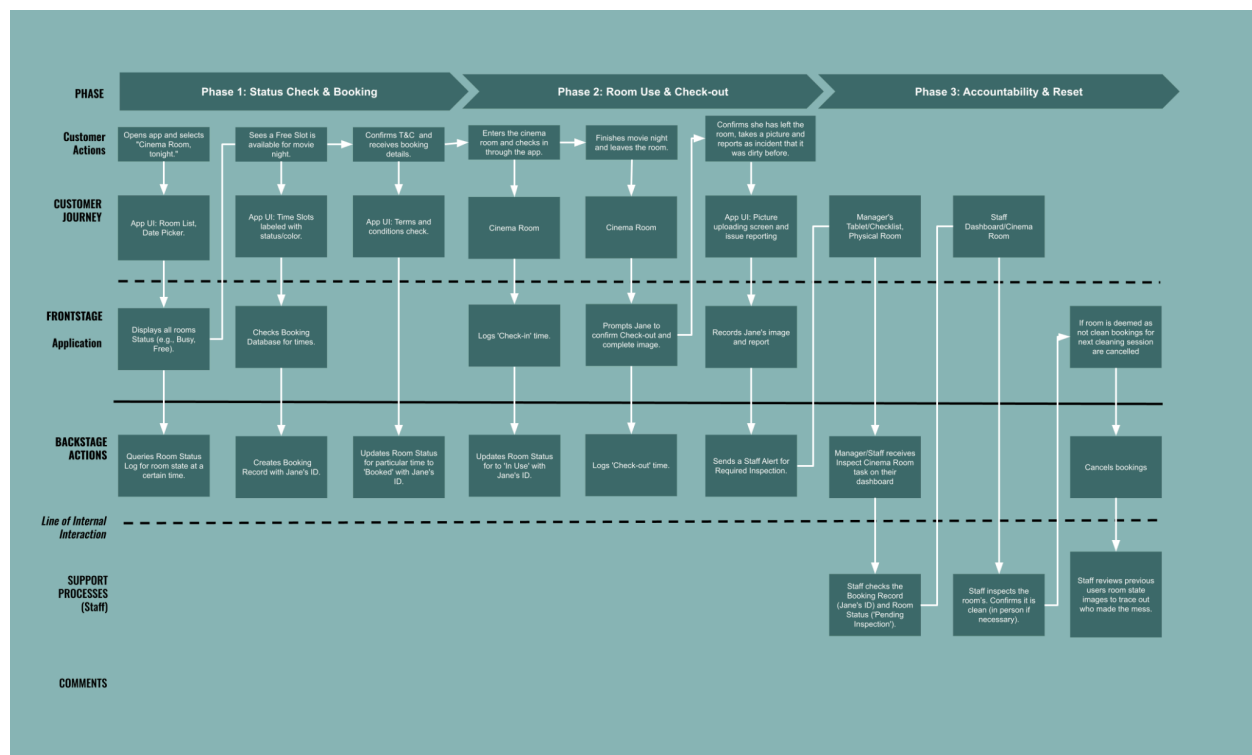 PHASE
Phase 1: Status Check & Booking
Phase 2: Room Use & Check-out
Phase 3: Accountability & Reset
Customer
Actions
Opens app and selects
"Cinema Room,
tonight."
Sees a Free Slot is
available for movie
night.
Confirms T&C and
receives booking
details.
Enters the cinema
room and checks in
through the app.
Finishes movie night
and leaves the room.
Confirms she has left the
room, takes a picture and
reports as incident that it
was dirty before.
CUSTOMER
JOURNEY
App UI: Room List,
Date Picker.
App UI: Time Slots
labeled with
status/color.
App UI: Terms and
conditions check.
Cinema Room
Cinema Room
App UI: Picture
uploading screen and
issue reporting
Manager's
Tablet/Checklist,
Physical Room
Staff
Dashboard/Cinema
Room
FRONTSTAGE
Application
Displays all rooms
Status (e.g., Busy,
Free).
Checks Booking
Database for times.
Logs 'Check-in' time.
Prompts Jane to
confirm Check-out and
complete image.
Records Jane's image
and report
If room is deemed as
not clean bookings for
next cleaning session
are cancelled
BACKSTAGE
ACTIONS
Queries Room Status
Log for room state at a
certain time.
Creates Booking
Record with Jane's ID.
Updates Room Status
for particular time to
'Booked' with Jane's
ID.
Updates Room Status
for to 'In Use' with
Jane's ID.
Logs 'Check-out' time.
Sends a Staff Alert for
Required Inspection.
Manager/Staff receives
Inspect Cinema Room
task on their
dashboard
Cancels bookings
Line of Internal
Interaction
SUPPORT
PROCESSES
(Staff)
Staff checks the
Booking Record
(Jane's ID) and Room
Status ('Pending
Inspection').
Staff inspects the
room's. Confirms it is
clean (in person if
necessary).
Staff reviews previous
users room state
images to trace out
who made the mess.
COMMENTS